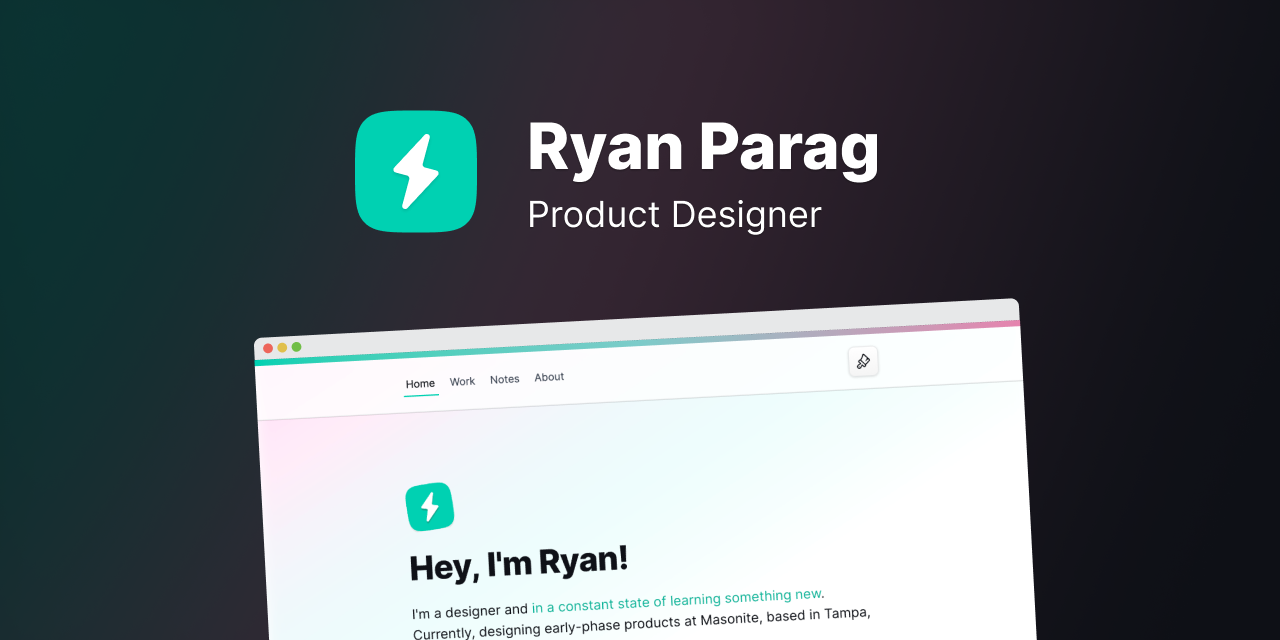 Ryan Parag
Product Designer
Home Work Notes About
Hey, I'm Ryan!
I'm a designer and in a constant state of learning something new.
Currently, designing early-phase products at Masonite, based in Tampa,